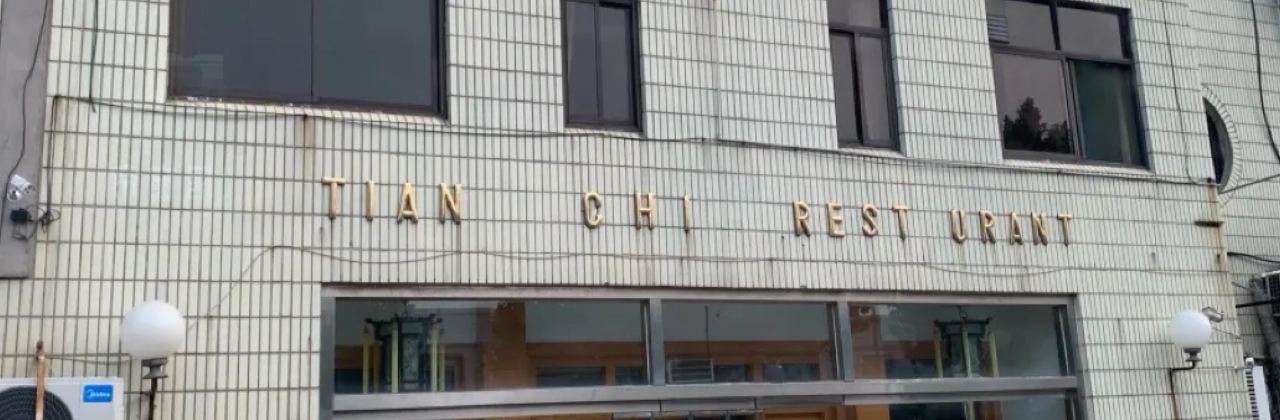 TIAN CHI REST URANT
Midea